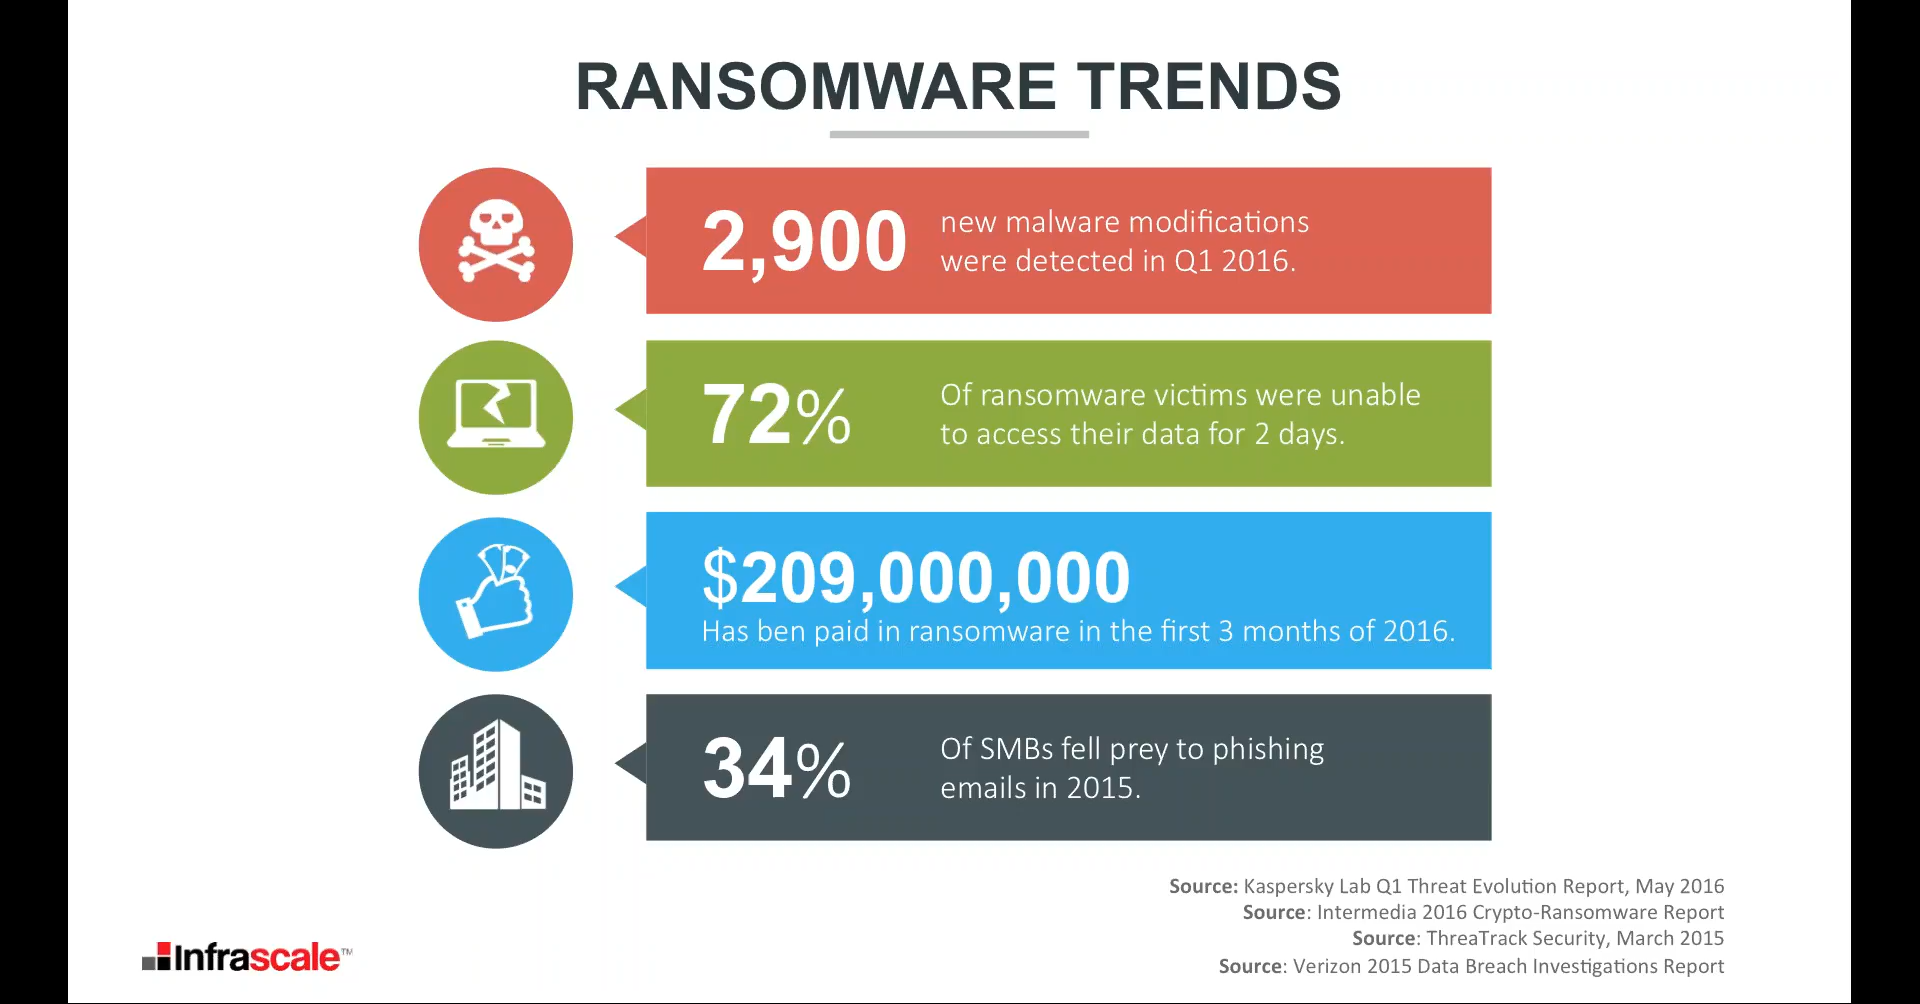 RANSOMWARE TRENDS
2,900
new malware modifications
were detected in Q1 2016.
72%
Of ransomware victims were unable
to access their data for 2 days.
$209,000,000
Has ben paid in ransomware in the first 3 months of 2016.
34%
Of SMBs fell prey to phishing
emails in 2015.
Source: Kaspersky Lab Q1 Threat Evolution Report, May 2016
Source: Intermedia 2016 Crypto-Ransomware Report
Source: ThreaTrack Security, March 2015
Source: Verizon 2015 Data Breach Investigations Report
Infrascale™